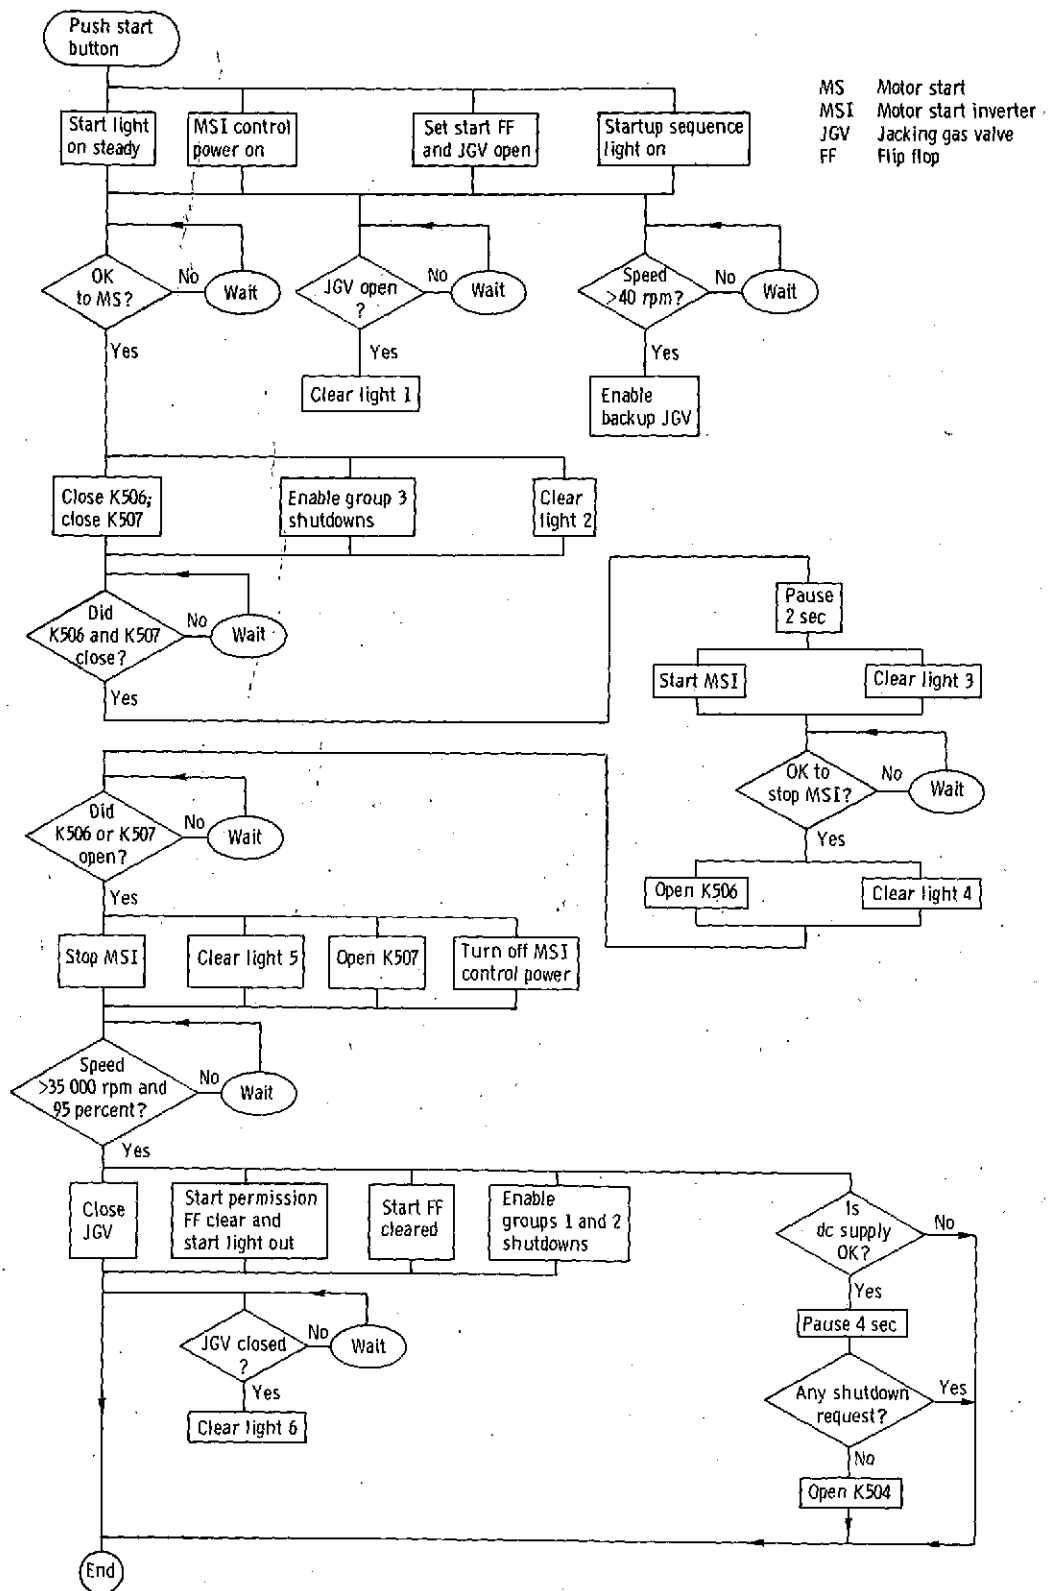 Push start
button
MS Motor start
MSI Motor start inverter
JGV Jacking gas valve
FF Flip flop
Start light
on steady
MSI control
power on
Set start FF
and JGV open
Startup sequence
light on
OK
to MS?
No
Wait
Yes
JGV open
?
No
Wait
Yes
Clear light 1
Speed
>40 rpm?
No
Wait
Yes
Enable
backup JGV
Close K506;
close K507
Enable group 3
shutdowns
Clear
light 2
Did
K506 and K507
close?
No
Wait
Yes
Pause
2 sec
Start MSI
Clear light 3
OK to
stop MSI?
No
Wait
Yes
Open K506
Clear light 4
Did
K506 or K507
open?
No
Wait
Yes
Stop MSI
Clear light 5
Open K507
Turn off MSI
control power
Speed
>35 000 rpm and
95 percent?
No
Wait
Yes
Close
JGV
Start permission
FF clear and
start light out
Start FF
cleared
Enable
groups 1 and 2
shutdowns
Is
dc supply
OK?
No
Yes
Pause 4 sec
JGV closed
?
No
Wait
Yes
Clear light 6
Any shutdown
request?
Yes
No
Open K504
End